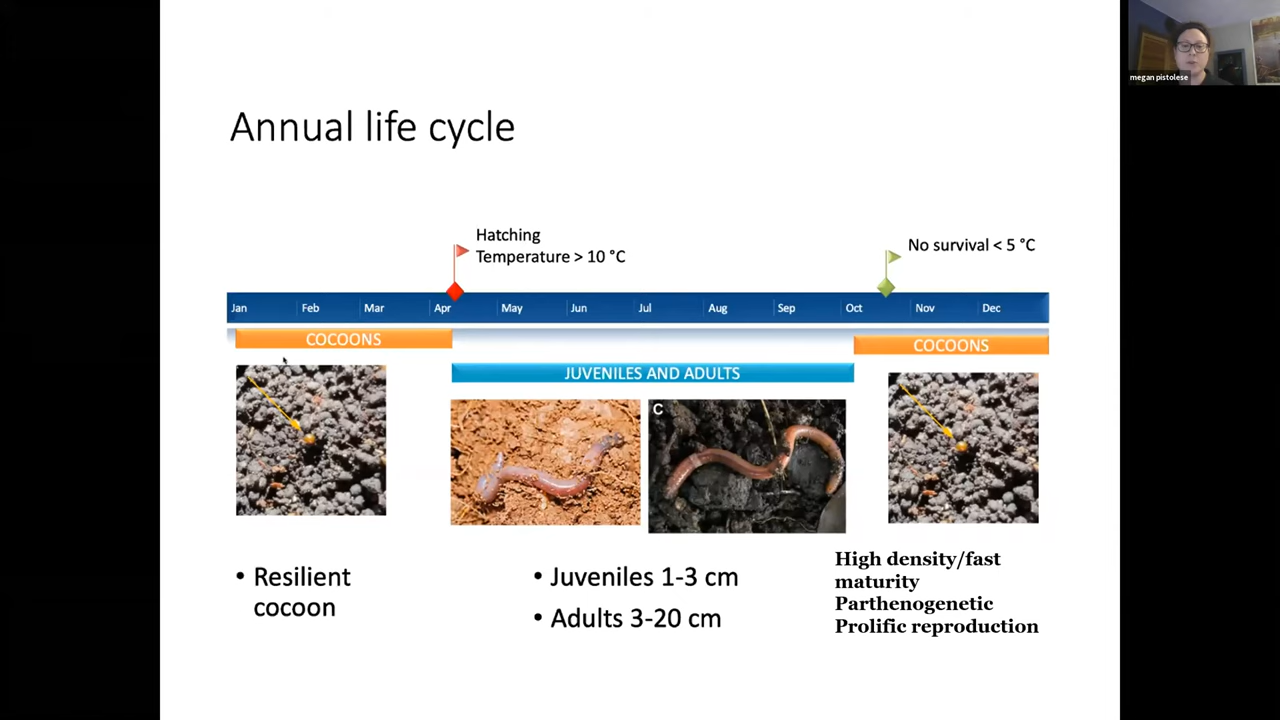 megan pistolese
Annual life cycle
Hatching
Temperature > 10 °C
No survival < 5 °C
Jan Feb Mar Apr May Jun Jul Aug Sep Oct Nov Dec
COCOONS
COCOONS
JUVENILES AND ADULTS
C
• Resilient
cocoon
• Juveniles 1-3 cm
• Adults 3-20 cm
High density/fast
maturity
Parthenogenetic
Prolific reproduction